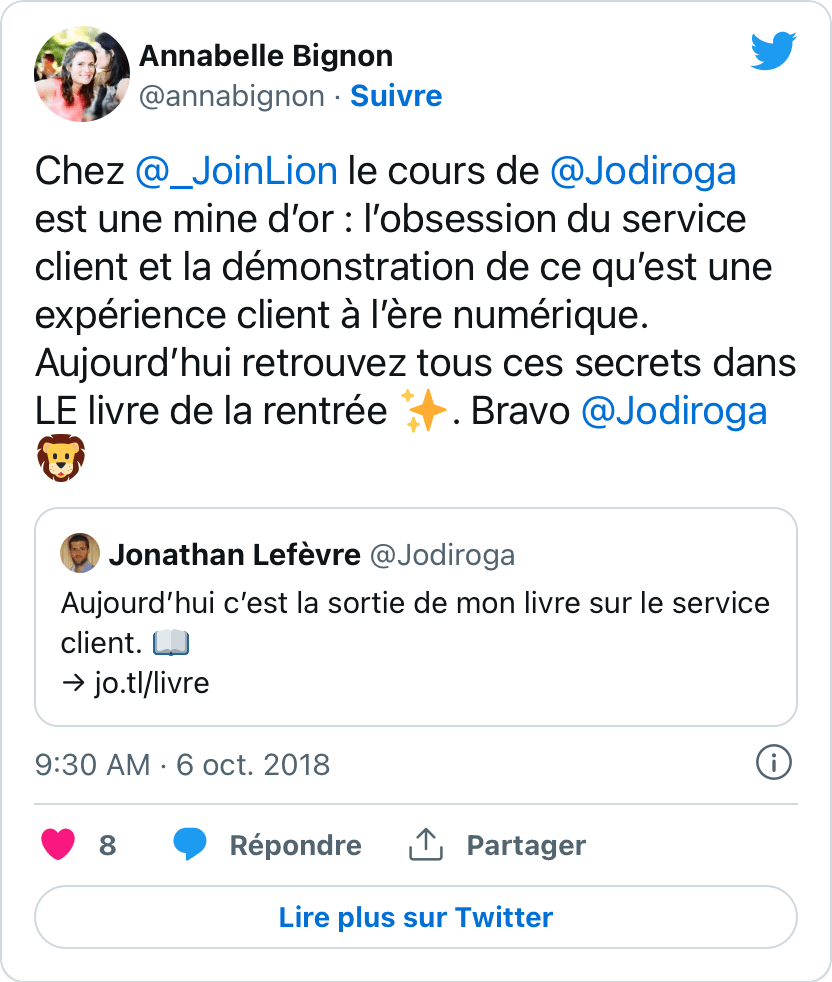 Annabelle Bignon
@annabignon · Suivre
Chez @_JoinLion le cours de @Jodiroga
est une mine d’or : l’obsession du service
client et la démonstration de ce qu’est une
expérience client à l’ère numérique.
Aujourd’hui retrouvez tous ces secrets dans
LE livre de la rentrée ✨. Bravo @Jodiroga
🦁
Jonathan Lefèvre @Jodiroga
Aujourd’hui c’est la sortie de mon livre sur le service
client. 📖
→ jo.tl/livre
9:30 AM · 6 oct. 2018
8 Répondre Partager
Lire plus sur Twitter